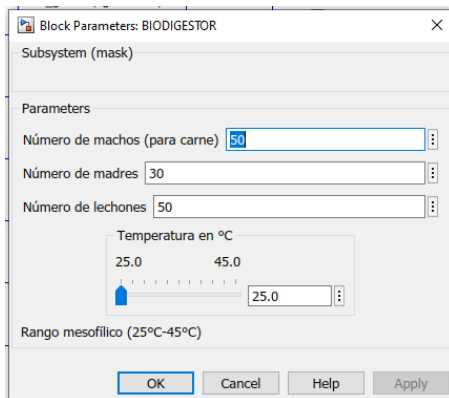 Block Parameters: BIODIGESTOR
Subsystem (mask)
Parameters
Número de machos (para carne) 50
Número de madres 30
Número de lechones 50
Temperatura en ºC
25.0 45.0
25.0
Rango mesofílico (25ºC-45ºC)
OK Cancel Help Apply